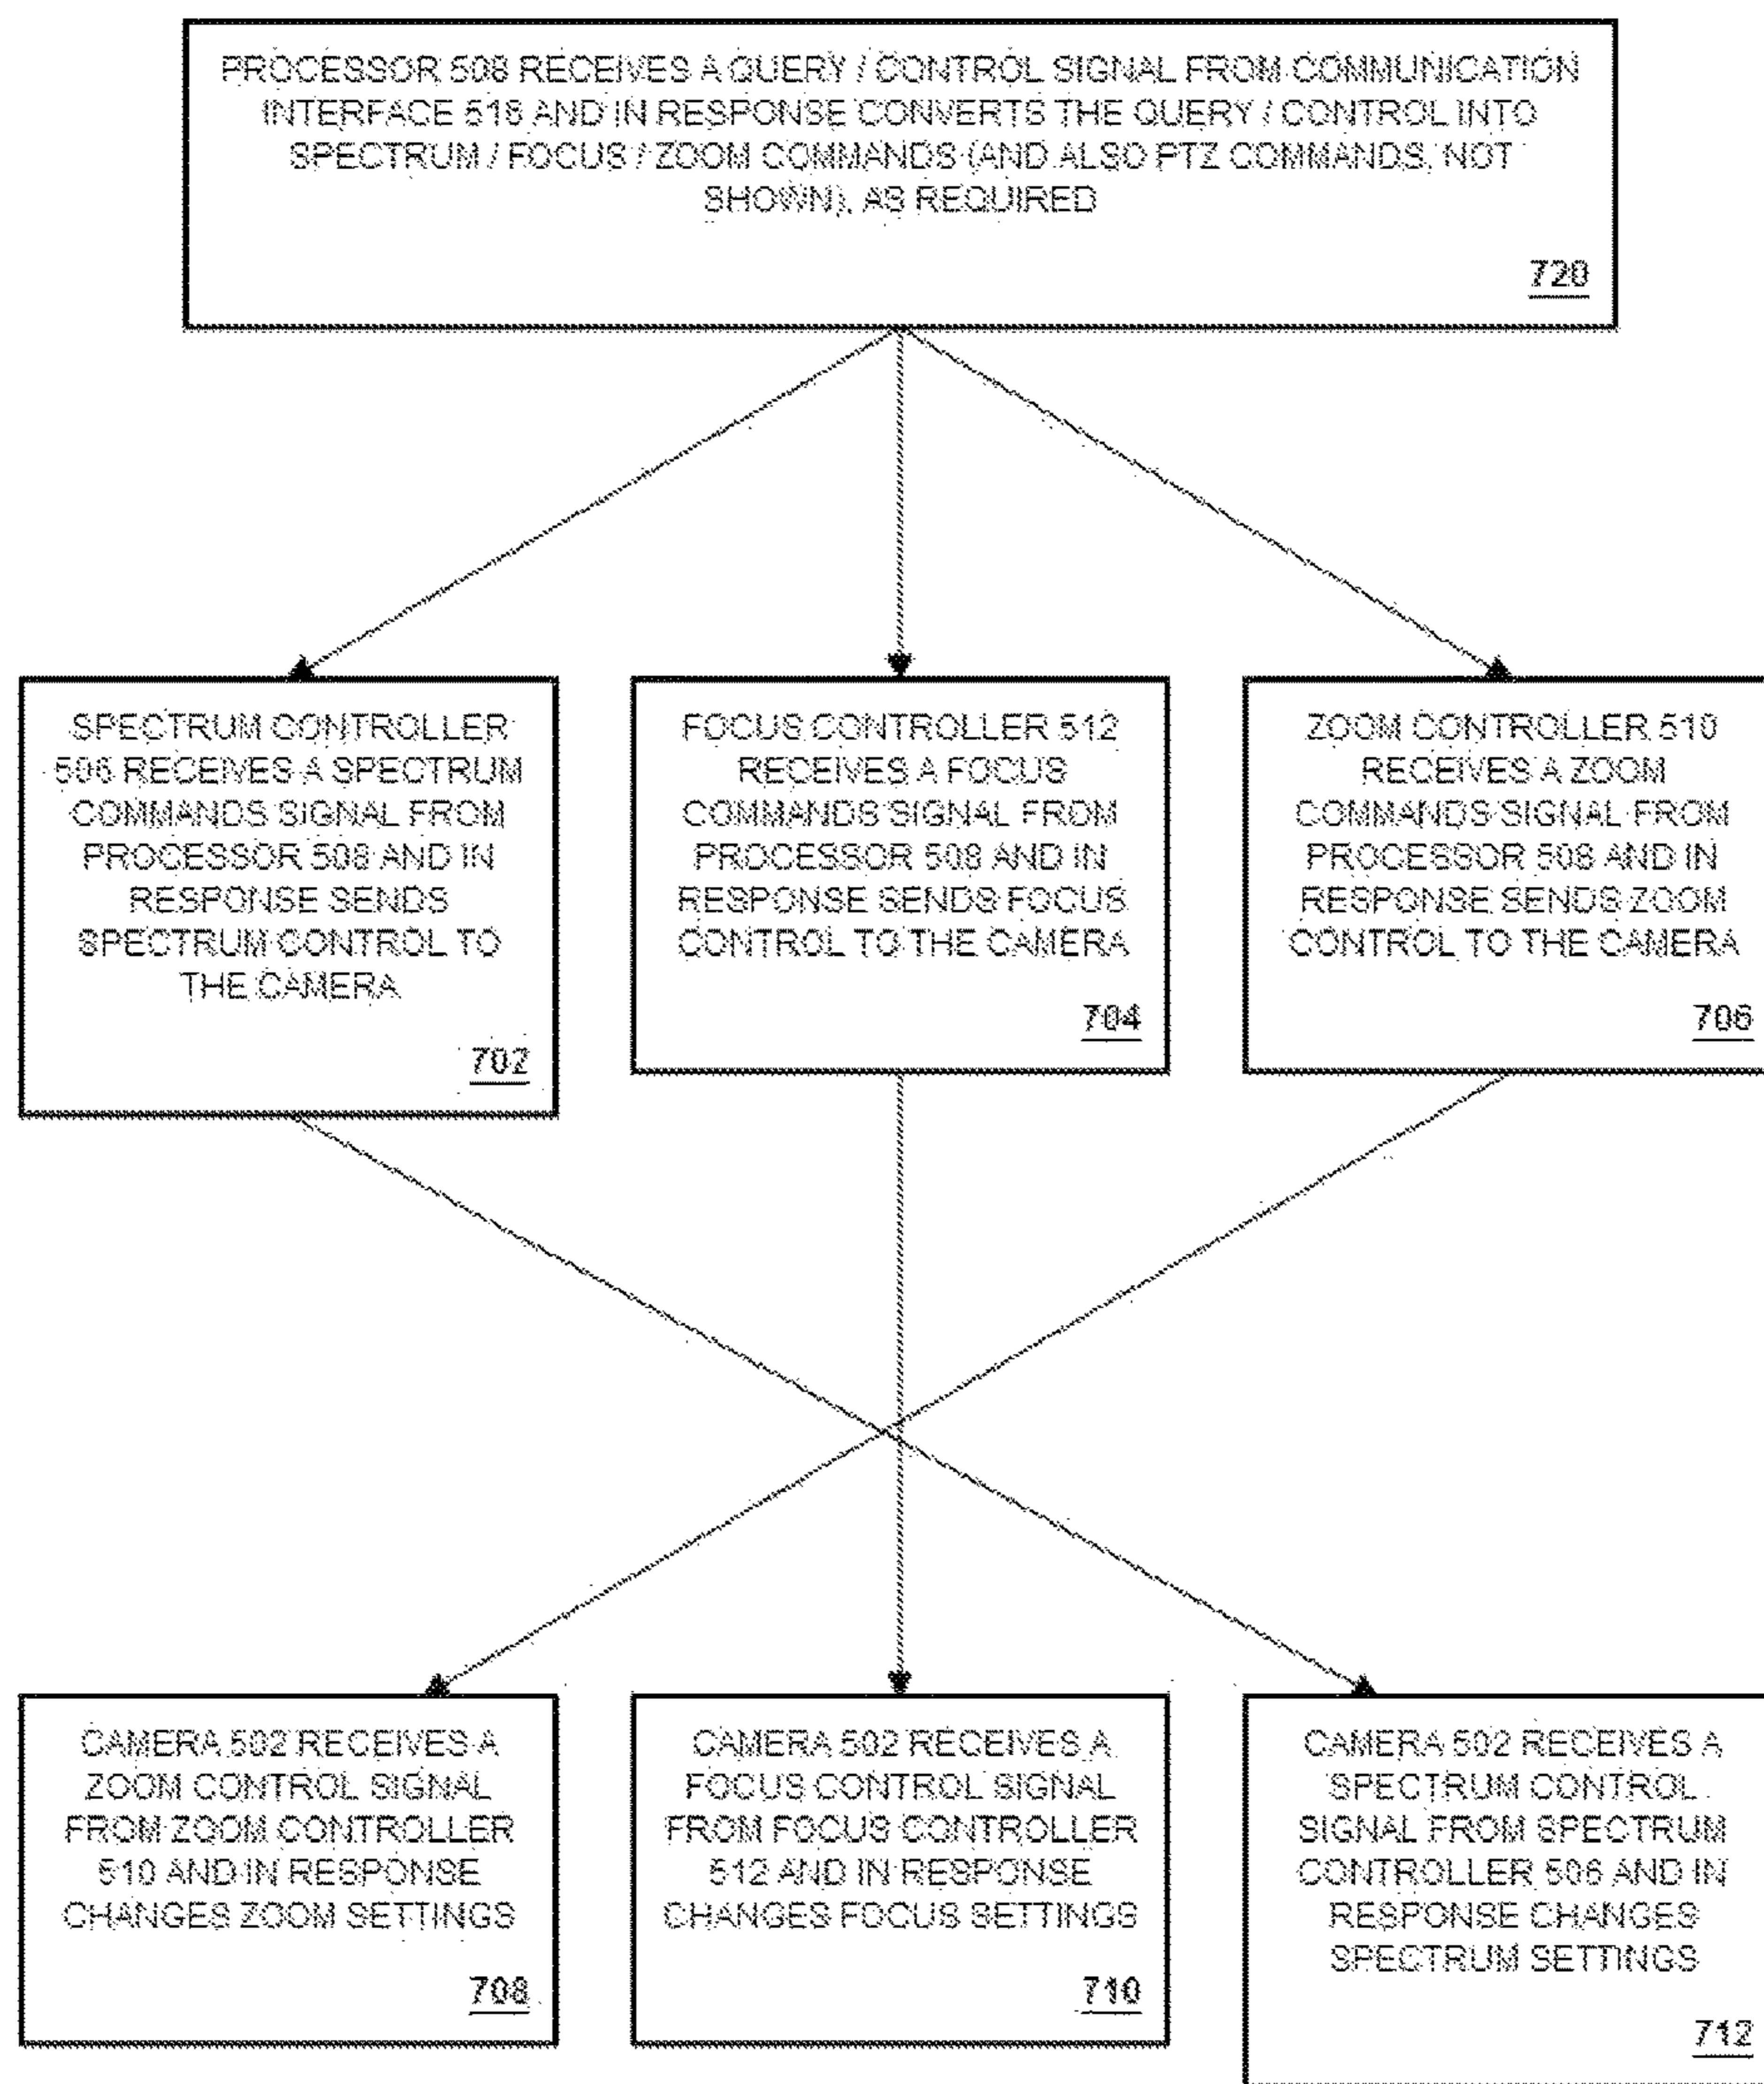 PROCESSOR 508 RECEIVES A QUERY / CONTROL SIGNAL FROM COMMUNICATION
INTERFACE 518 AND IN RESPONSE CONVERTS THE QUERY / CONTROL INTO
SPECTRUM / FOCUS / ZOOM COMMANDS (AND ALSO PTZ COMMANDS, NOT
SHOWN), AS REQUIRED
720
SPECTRUM CONTROLLER
506 RECEIVES A SPECTRUM
COMMANDS SIGNAL FROM
PROCESSOR 508 AND IN
RESPONSE SENDS
SPECTRUM CONTROL TO
THE CAMERA
702
FOCUS CONTROLLER 512
RECEIVES A FOCUS
COMMANDS SIGNAL FROM
PROCESSOR 508 AND IN
RESPONSE SENDS FOCUS
CONTROL TO THE CAMERA
704
ZOOM CONTROLLER 510
RECEIVES A ZOOM
COMMANDS SIGNAL FROM
PROCESSOR 508 AND IN
RESPONSE SENDS ZOOM
CONTROL TO THE CAMERA
706
CAMERA 502 RECEIVES A
ZOOM CONTROL SIGNAL
FROM ZOOM CONTROLLER
510 AND IN RESPONSE
CHANGES ZOOM SETTINGS
708
CAMERA 502 RECEIVES A
FOCUS CONTROL SIGNAL
FROM FOCUS CONTROLLER
512 AND IN RESPONSE
CHANGES FOCUS SETTINGS
710
CAMERA 502 RECEIVES A
SPECTRUM CONTROL
SIGNAL FROM SPECTRUM
CONTROLLER 506 AND IN
RESPONSE CHANGES
SPECTRUM SETTINGS
712